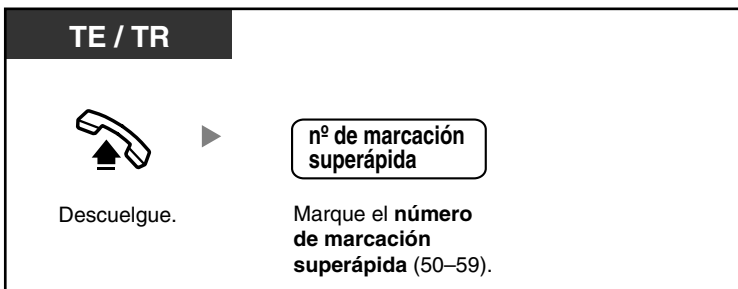 TE / TR
nº de marcación
superápida
Descuelgue.
Marque el número
de marcación
superápida (50–59).